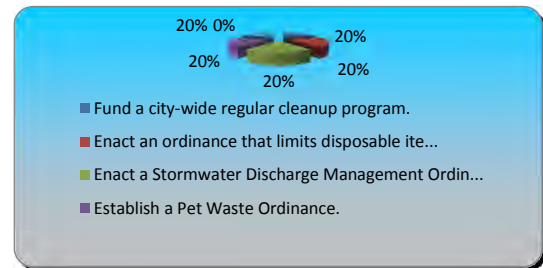 20% 0%
20%
20%
20%
20%
Fund a city-wide regular cleanup program.
Enact an ordinance that limits disposable ite...
Enact a Stormwater Discharge Management Ordin...
Establish a Pet Waste Ordinance.